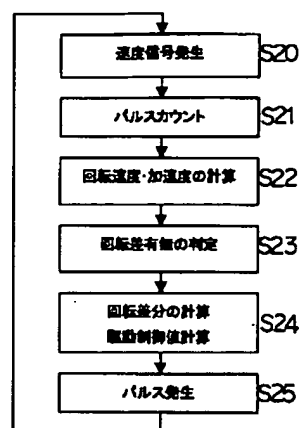 速度信号発生
S20
パルスカウント
S21
回転速度・加速度の計算
S22
回転差有無の判定
S23
回転差分の計算
駆動制御値計算
S24
パルス発生
S25